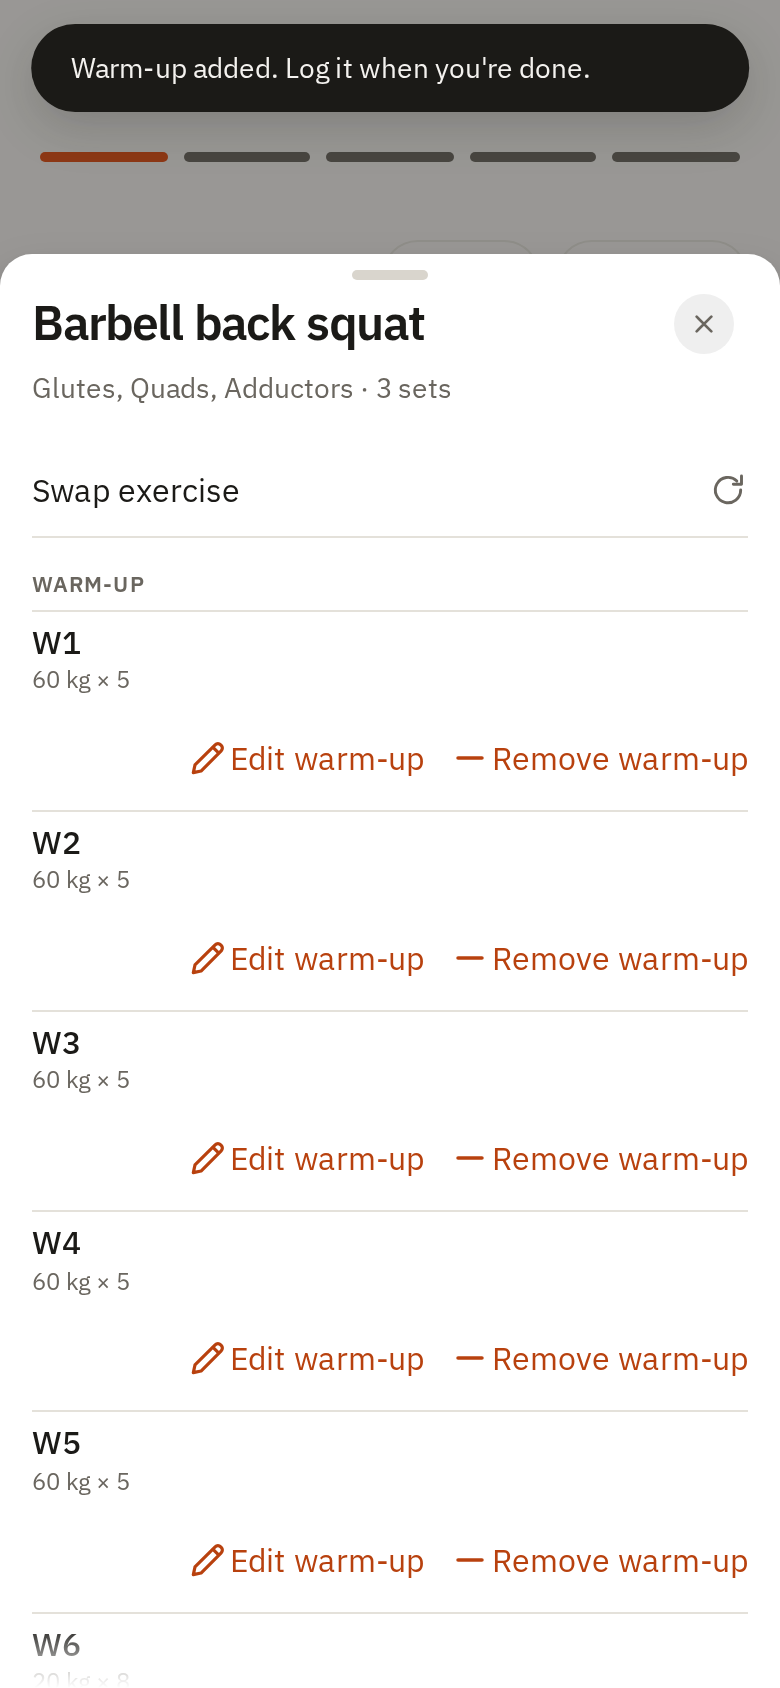 Warm-up added. Log it when you're done.
Barbell back squat
Glutes, Quads, Adductors · 3 sets
Swap exercise
WARM-UP
W1
60 kg × 5
Edit warm-up — Remove warm-up
W2
60 kg × 5
Edit warm-up — Remove warm-up
W3
60 kg × 5
Edit warm-up — Remove warm-up
W4
60 kg × 5
Edit warm-up — Remove warm-up
W5
60 kg × 5
Edit warm-up — Remove warm-up
W6
20 kg × 8